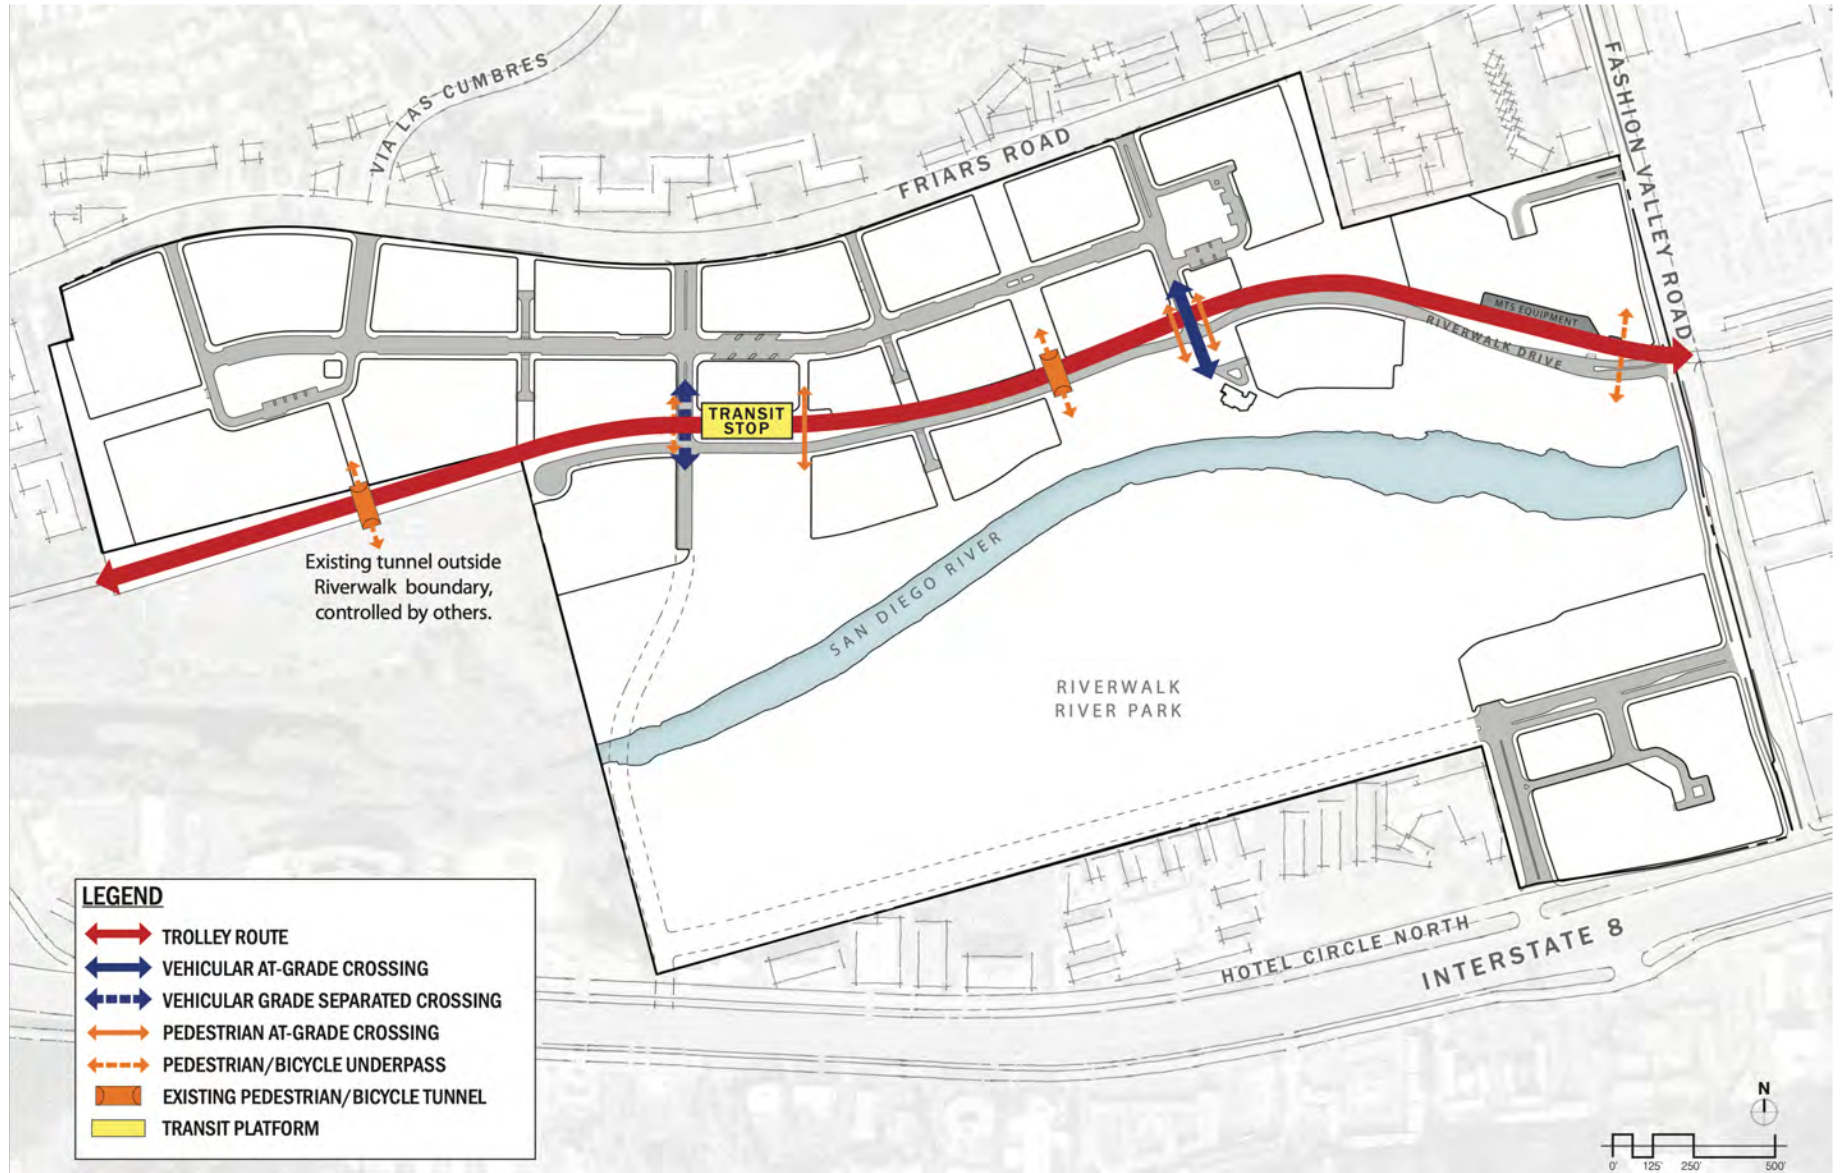 VIA LAS CUMBRES
FRIARS ROAD
FASHION VALLEY ROAD
MTS EQUIPMENT
RIVERWALK DRIVE
TRANSIT
STOP
Existing tunnel outside
Riverwalk boundary,
controlled by others.
SAN DIEGO RIVER
RIVERWALK
RIVER PARK
HOTEL CIRCLE NORTH
INTERSTATE 8
LEGEND
TROLLEY ROUTE
VEHICULAR AT-GRADE CROSSING
VEHICULAR GRADE SEPARATED CROSSING
PEDESTRIAN AT-GRADE CROSSING
PEDESTRIAN/BICYCLE UNDERPASS
EXISTING PEDESTRIAN/BICYCLE TUNNEL
TRANSIT PLATFORM
N
0' 125' 250' 500'